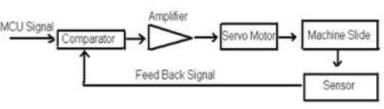 Amplifier
MCU Signal
Comparator
Servo Motor
Machine Slide
Feed Back Signal
Sensor